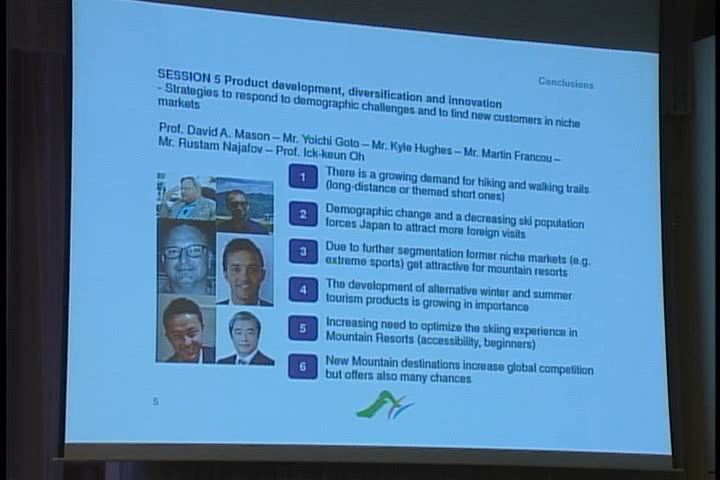 Conclusions
SESSION 5 Product development, diversification and innovation
- Strategies to respond to demographic challenges and to find new customers in niche
markets
Prof. David A. Mason – Mr. Yoichi Goto – Mr. Kyle Hughes – Mr. Martin Francou –
Mr. Rustam Najafov – Prof. Ick-keun Oh
1 There is a growing demand for hiking and walking trails
(long-distance or themed short ones)
2 Demographic change and a decreasing ski population
forces Japan to attract more foreign visits
3 Due to further segmentation former niche markets (e.g.
extreme sports) get attractive for mountain resorts
4 The development of alternative winter and summer
tourism products is growing in importance
5 Increasing need to optimize the skiing experience in
Mountain Resorts (accessibility, beginners)
6 New Mountain destinations increase global competition
but offers also many chances
5